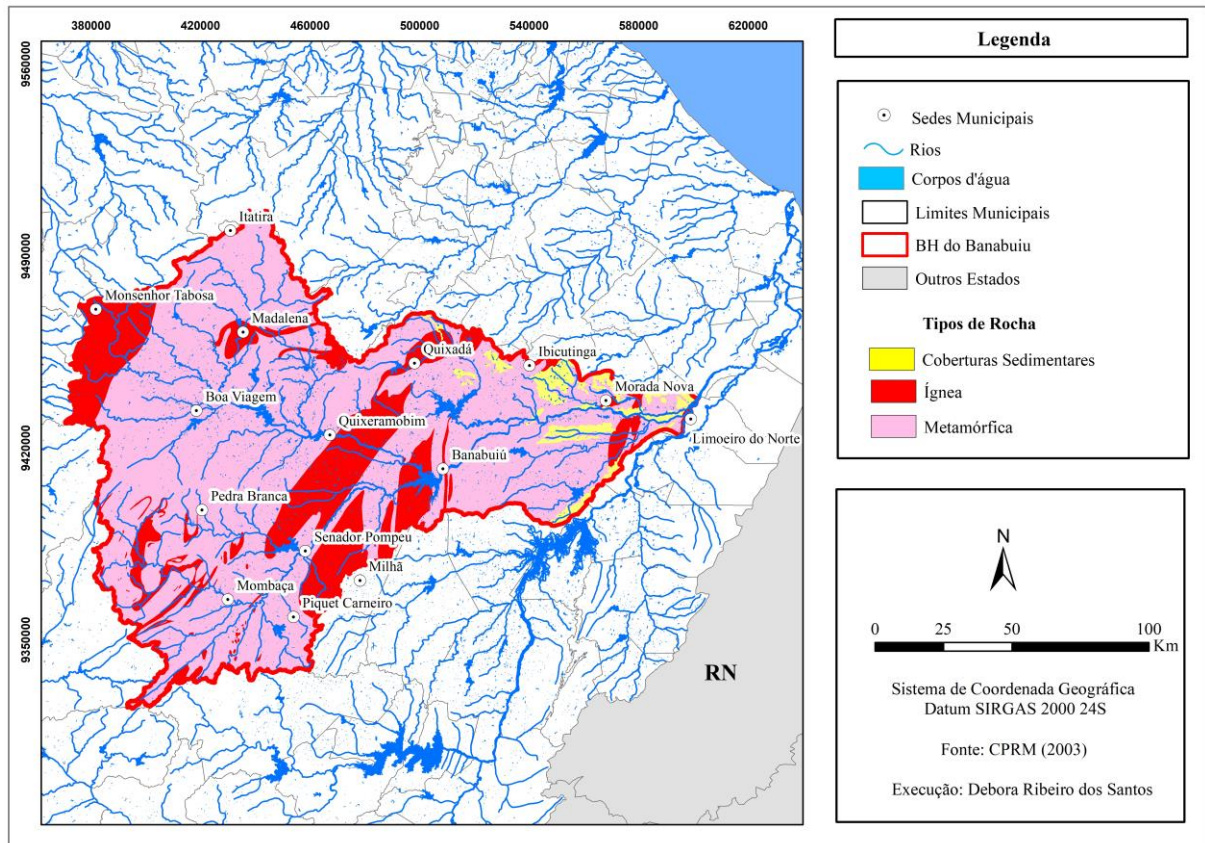 380000 420000 460000 500000 540000 580000 620000
9560000
9490000
9420000
9350000
Itatira
Monsenhor Tabosa
Madalena
Quixadá
Ibicutinga
Morada Nova
Boa Viagem
Quixeramobim
Limoeiro do Norte
Banabuiú
Pedra Branca
Senador Pompeu
Milhã
Mombaça
Piquet Carneiro
RN
Legenda
Sedes Municipais
Rios
Corpos d'água
Limites Municipais
BH do Banabuiu
Outros Estados
Tipos de Rocha
Coberturas Sedimentares
Ígnea
Metamórfica
N
0 25 50 100
Km
Sistema de Coordenada Geográfica
Datum SIRGAS 2000 24S
Fonte: CPRM (2003)
Execução: Debora Ribeiro dos Santos